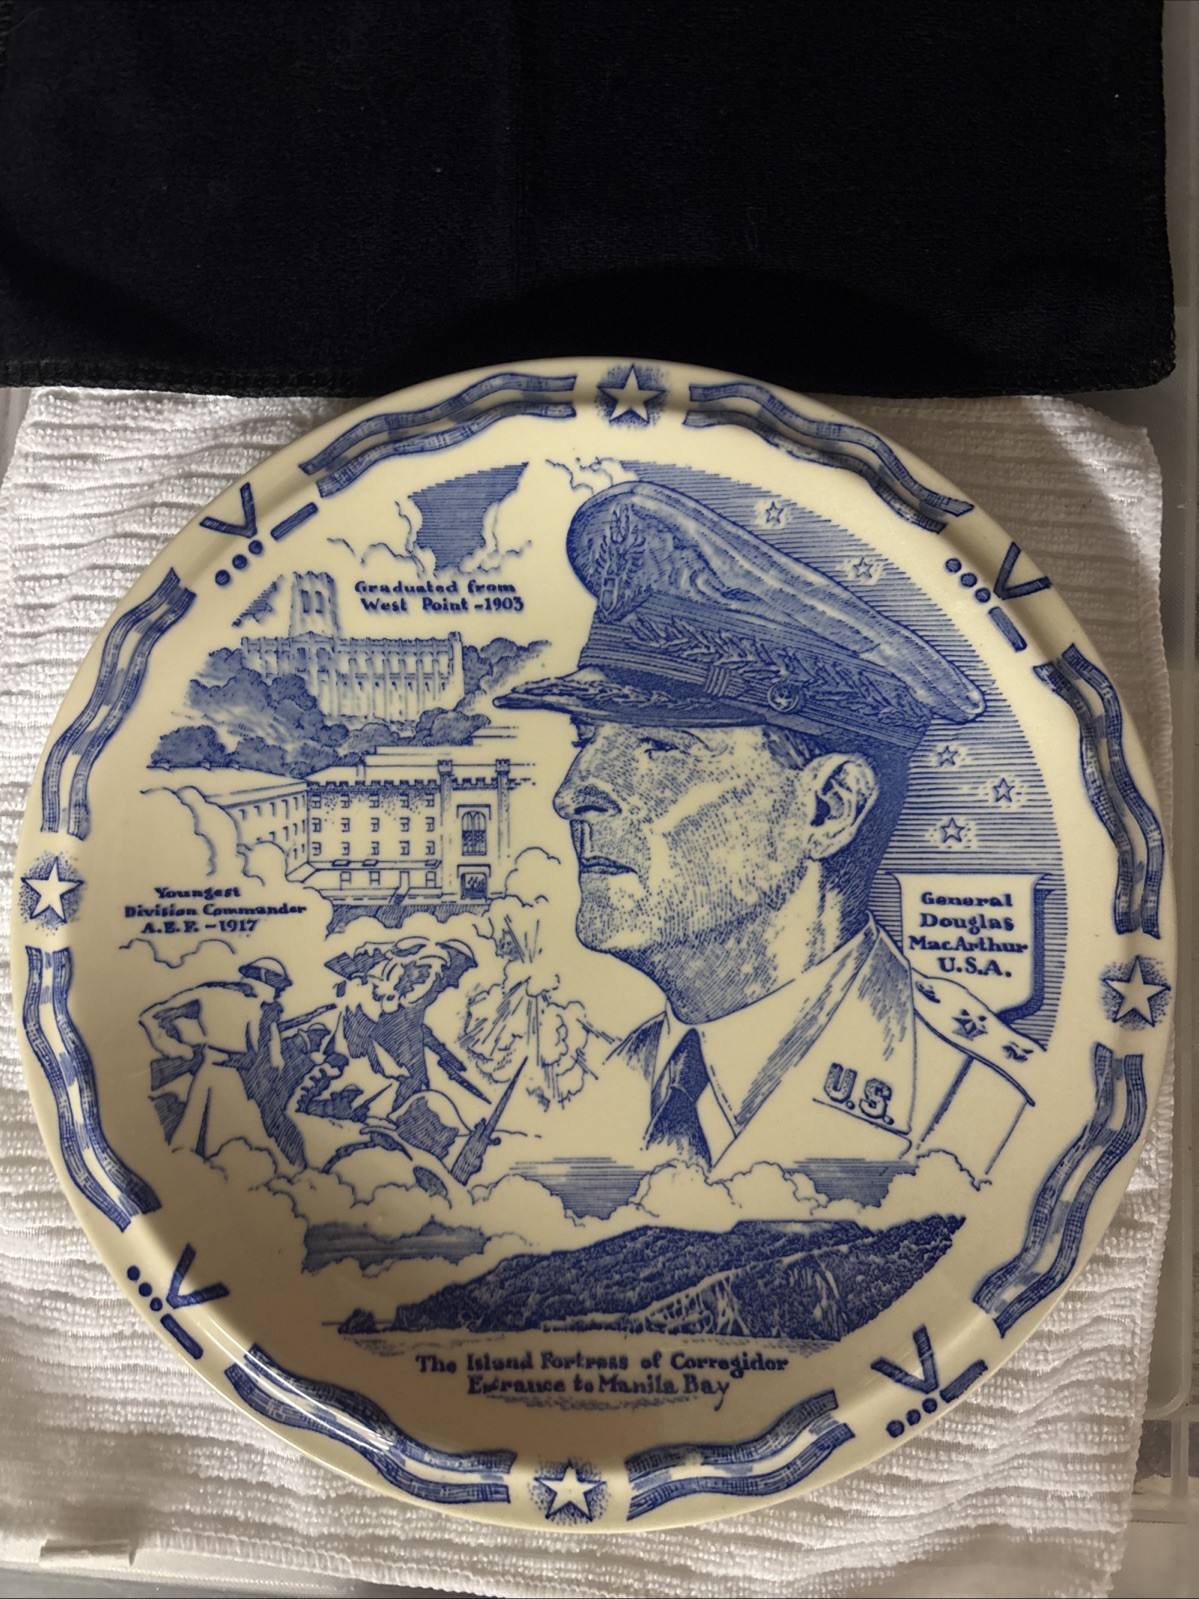 Graduated from
West Point - 1903
Youngest
Division Commander
A.E.F. - 1917
General
Douglas
MacArthur
U.S.A.
U.S.
The Island Fortress of Corregidor
Entrance to Manila Bay
V
V
V
V